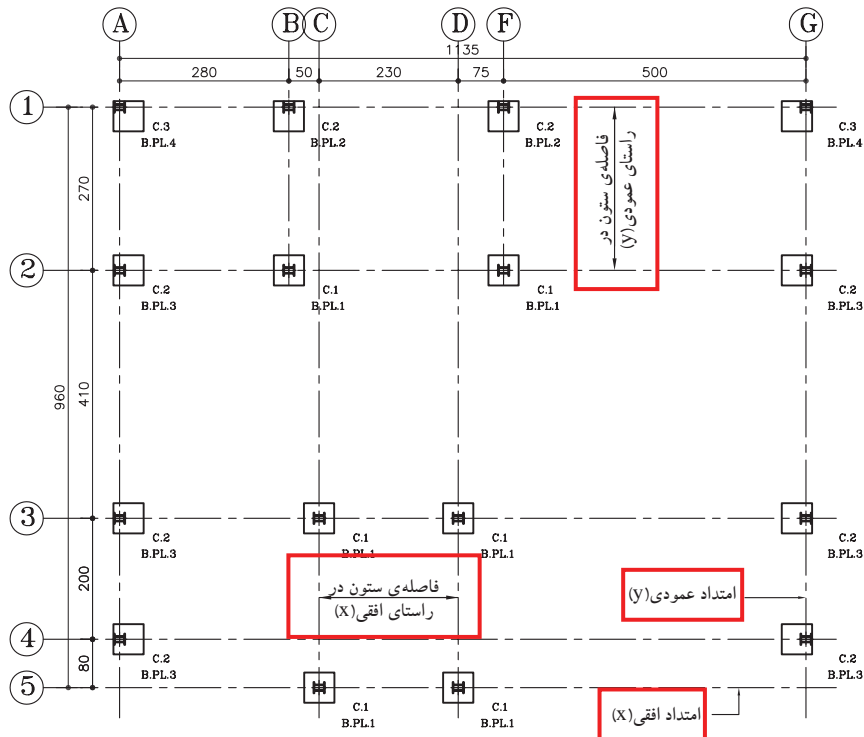 A B C D F G
1135
280 50 230 75 500
1
C.3 C.2 C.2 C.3
B.PL.4 B.PL.2 B.PL.2 B.PL.4
فاصله‌ی ستون در
راستای عمودی(y)
270
2
C.2 C.1 C.1 C.2
B.PL.3 B.PL.1 B.PL.1 B.PL.3
960
410
3
C.2 C.1 C.1 C.2
B.PL.3 B.PL.1 B.PL.1 B.PL.3
200
فاصله‌ی ستون در
راستای افقی(x)
امتداد عمودی(y)
4
C.2 C.2
B.PL.3 B.PL.3
80
5
C.1 C.1
B.PL.1 B.PL.1
امتداد افقی(x)